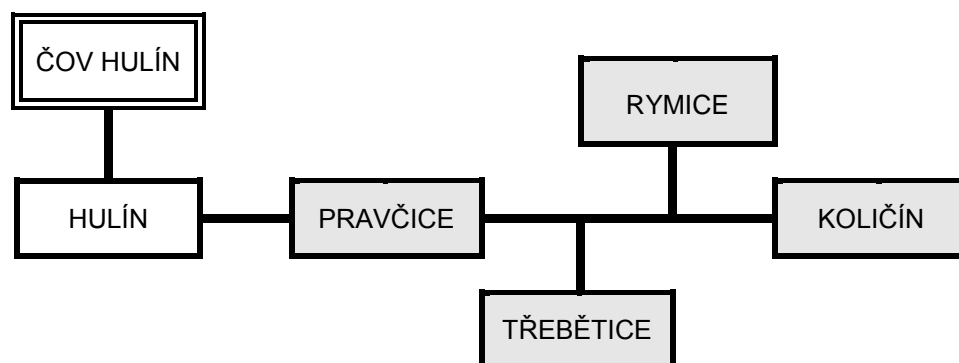 ČOV HULÍN
RYMICE
HULÍN
PRAVČICE
KOLIČÍN
TŘEBĚTICE